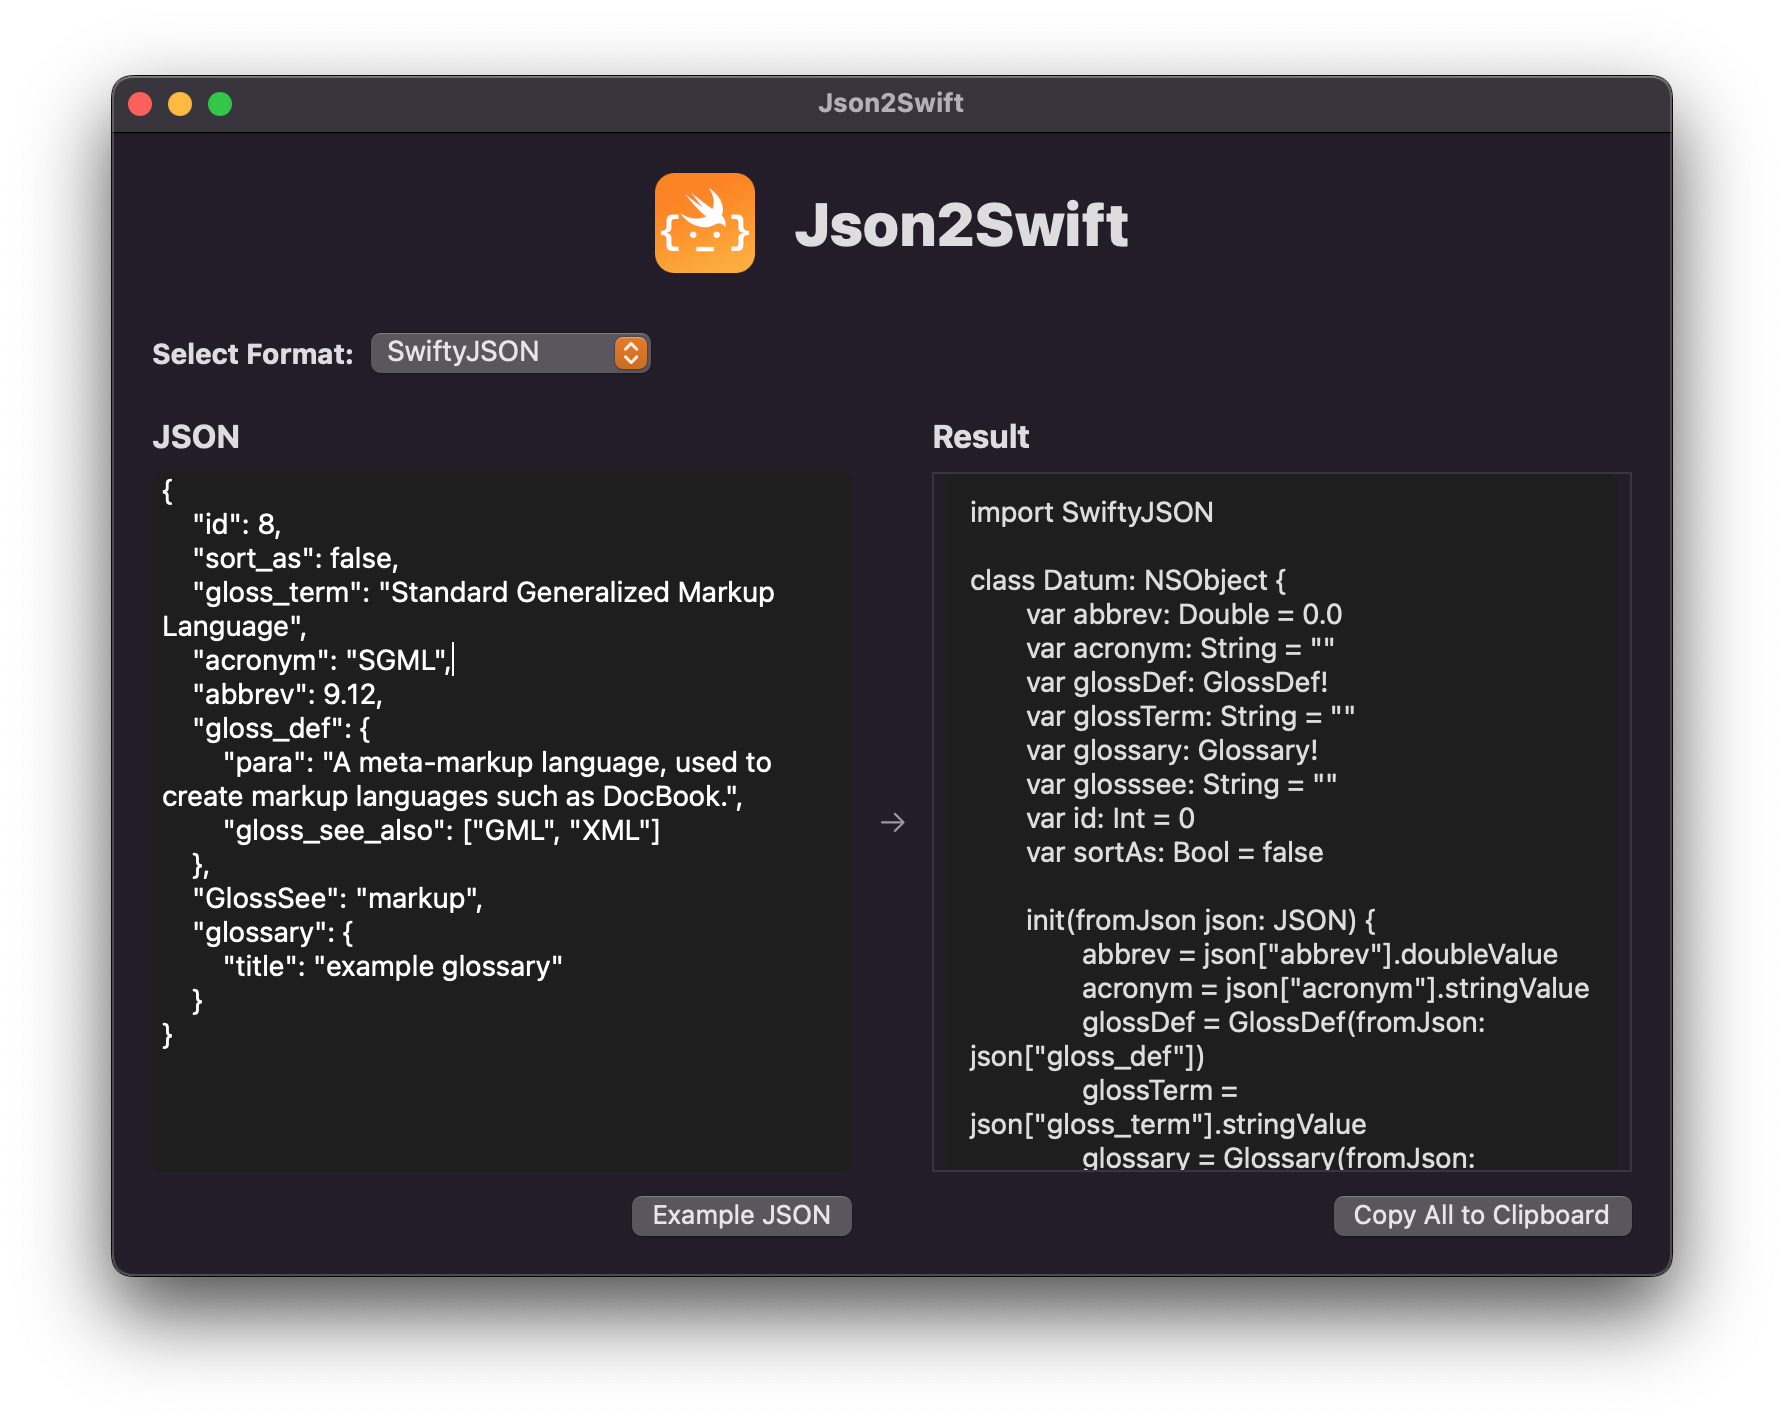 Json2Swift
Json2Swift
Select Format: SwiftyJSON
JSON
{
    "id": 8,
    "sort_as": false,
    "gloss_term": "Standard Generalized Markup
Language",
    "acronym": "SGML",
    "abbrev": 9.12,
    "gloss_def": {
        "para": "A meta-markup language, used to
create markup languages such as DocBook.",
        "gloss_see_also": ["GML", "XML"]
    },
    "GlossSee": "markup",
    "glossary": {
        "title": "example glossary"
    }
}
Example JSON
Result
import SwiftyJSON
class Datum: NSObject {
    var abbrev: Double = 0.0
    var acronym: String = ""
    var glossDef: GlossDef!
    var glossTerm: String = ""
    var glossary: Glossary!
    var glosssee: String = ""
    var id: Int = 0
    var sortAs: Bool = false
    init(fromJson json: JSON) {
        abbrev = json["abbrev"].doubleValue
        acronym = json["acronym"].stringValue
        glossDef = GlossDef(fromJson:
json["gloss_def"])
        glossTerm =
json["gloss_term"].stringValue
        glossary = Glossary(fromJson:
Copy All to Clipboard